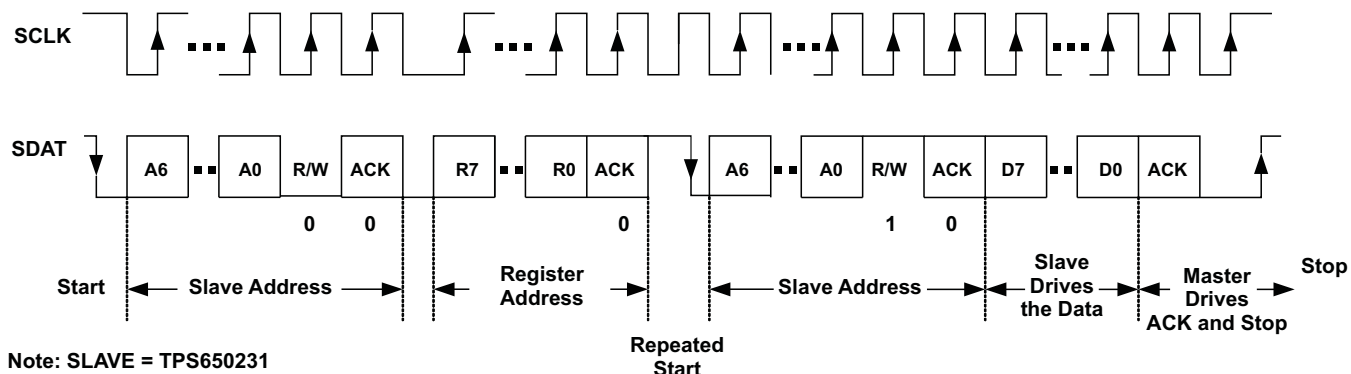 SCLK
SDAT
A6 A0 R/W ACK R7 R0 ACK A6 A0 R/W ACK D7 D0 ACK
0 0 0 1 0
Start Slave Address Register Address Repeated Start Slave Address Slave Drives the Data Master Drives ACK and Stop Stop
Note: SLAVE = TPS650231